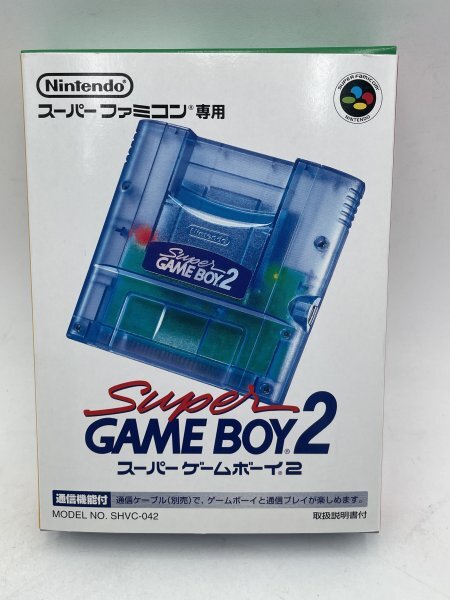 Nintendo®
スーパーファミコン®専用
SUPER FAMICOM
NINTENDO
Nintendo
Super
GAME BOY.2
Super
GAME BOY®2
スーパーゲームボーイ®2
通信機能付 通信ケーブル(別売)で、ゲームボーイと通信プレイが楽しめます。
MODEL NO. SHVC-042 取扱説明書付